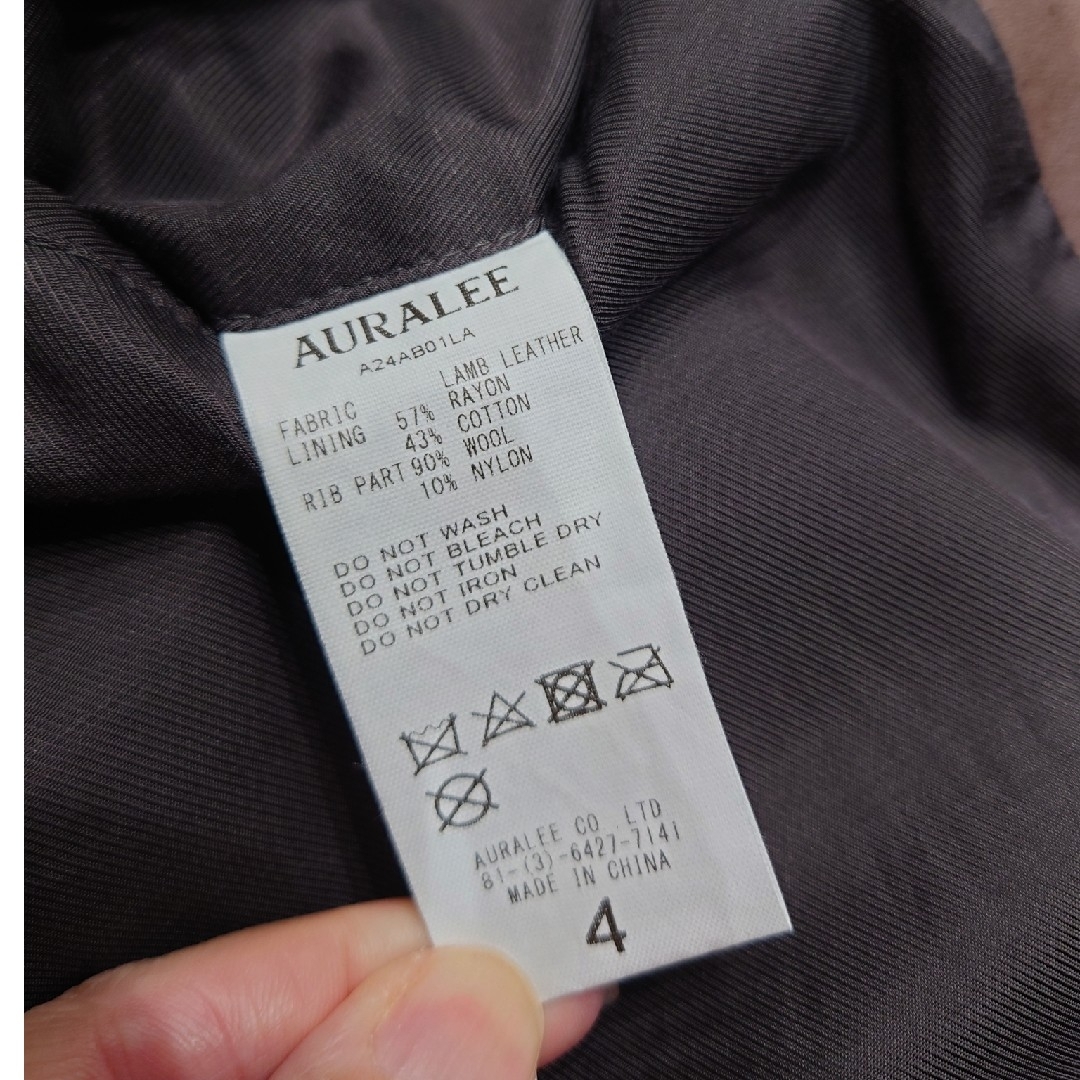 AURALEE
A24AB01LA
FABRIC LAMB LEATHER
LINING 57% RAYON
43% COTTON
RIB PART 90% WOOL
10% NYLON
DO NOT WASH
DO NOT BLEACH
DO NOT TUMBLE DRY
DO NOT IRON
DO NOT DRY CLEAN
AURALEE CO .LTD
81-(3)-6427-7141
MADE IN CHINA
4